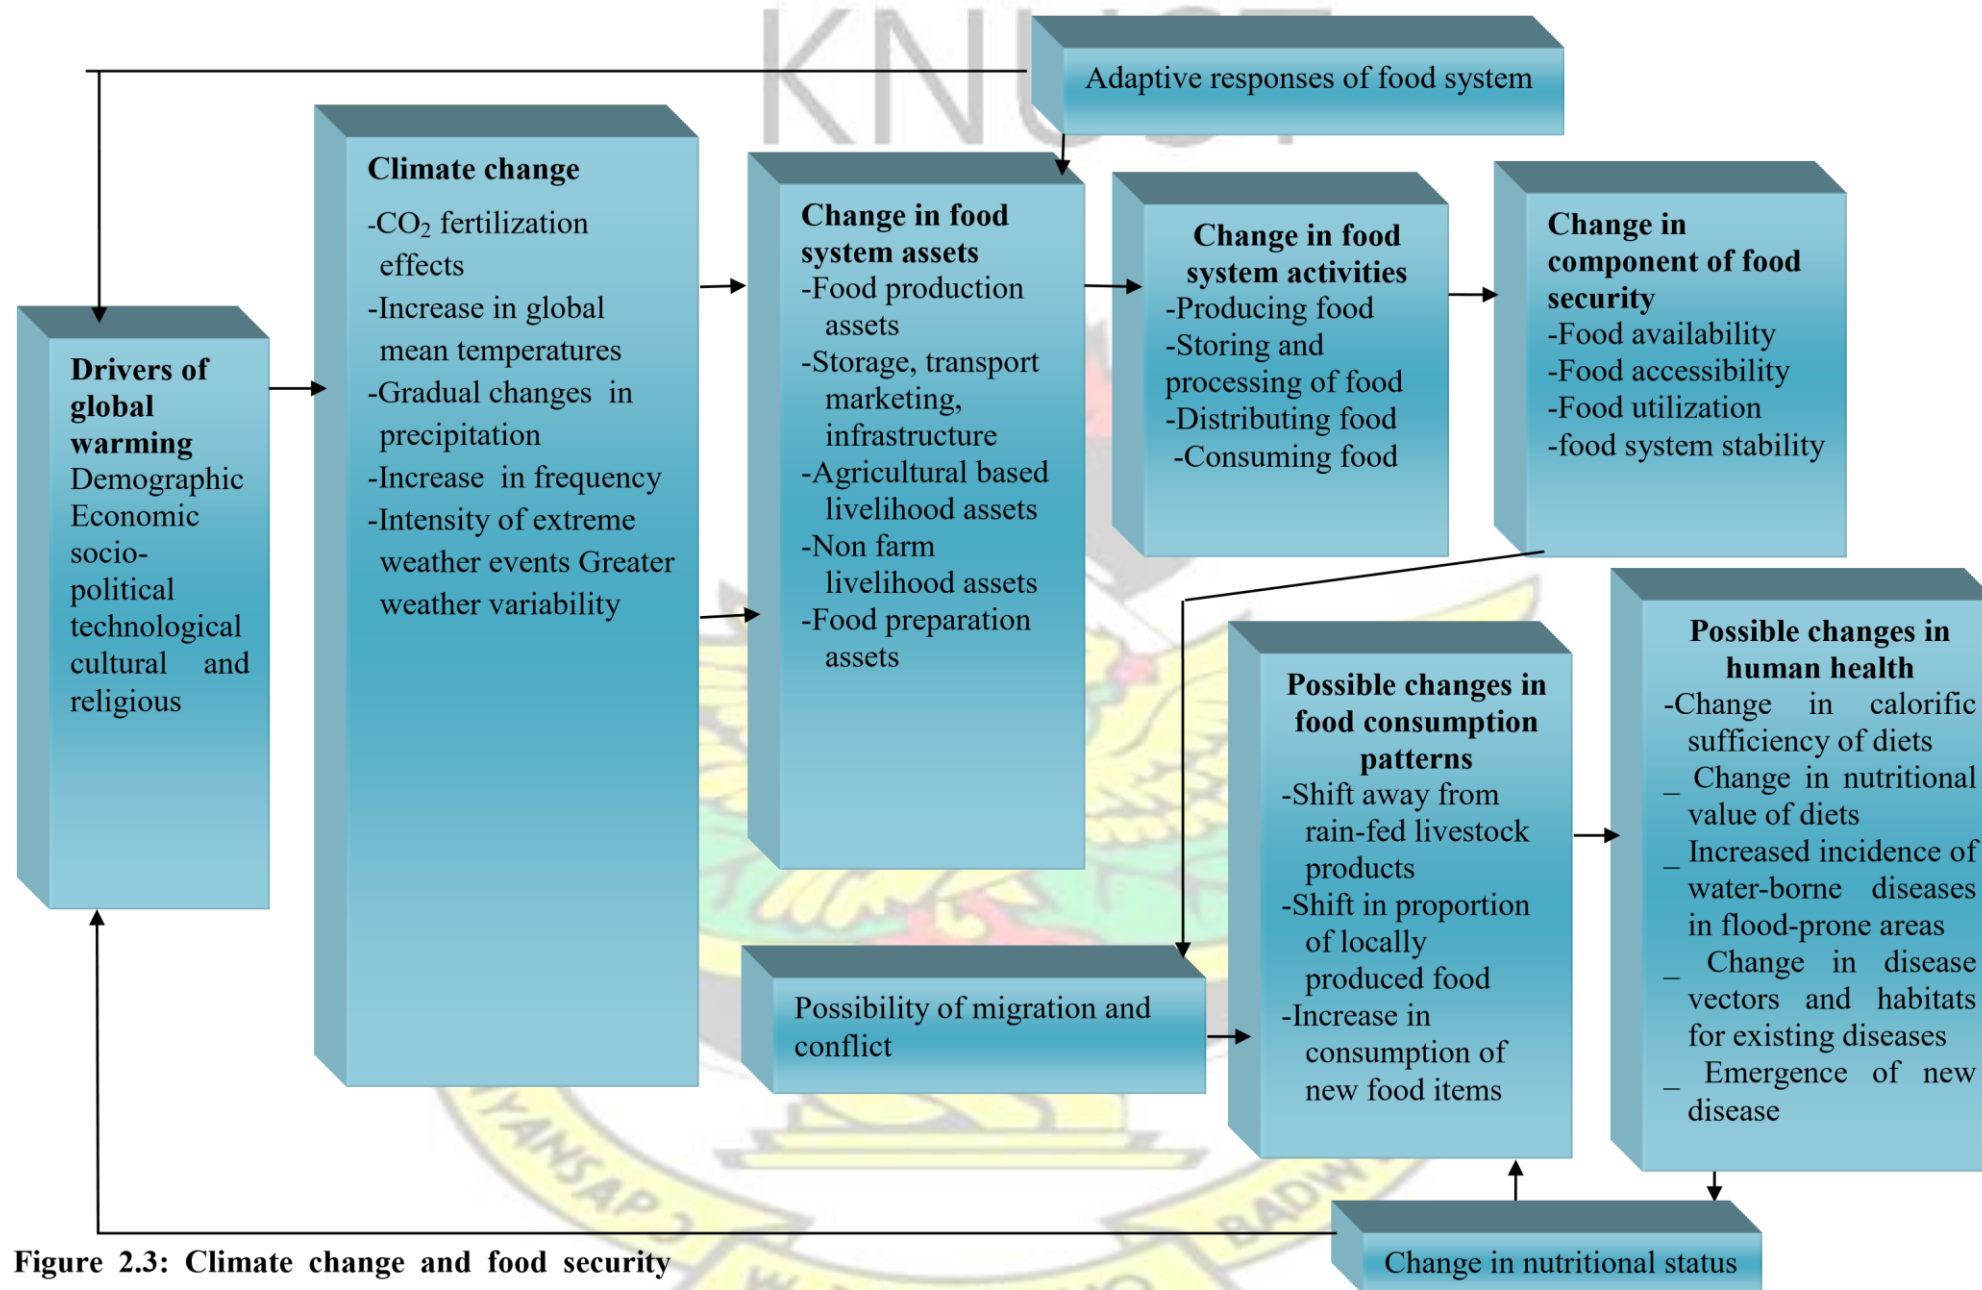 KNUST
Adaptive responses of food system
Climate change
-CO₂ fertilization
effects
-Increase in global
mean temperatures
-Gradual changes in
precipitation
-Increase in frequency
-Intensity of extreme
weather events Greater
weather variability
Change in food
system assets
-Food production
assets
-Storage, transport
marketing,
infrastructure
-Agricultural based
livelihood assets
-Non farm
livelihood assets
-Food preparation
assets
Change in food
system activities
-Producing food
-Storing and
processing of food
-Distributing food
-Consuming food
Change in
component of food
security
-Food availability
-Food accessibility
-Food utilization
-food system stability
Drivers of
global
warming
Demographic
Economic
socio-
political
technological
cultural and
religious
Possible changes in
food consumption
patterns
-Shift away from
rain-fed livestock
products
-Shift in proportion
of locally
produced food
-Increase in
consumption of
new food items
Possible changes in
human health
-Change in calorific
sufficiency of diets
_ Change in nutritional
value of diets
_ Increased incidence of
water-borne diseases
in flood-prone areas
_ Change in disease
vectors and habitats
for existing diseases
_ Emergence of new
disease
Possibility of migration and
conflict
Change in nutritional status
Figure 2.3: Climate change and food security